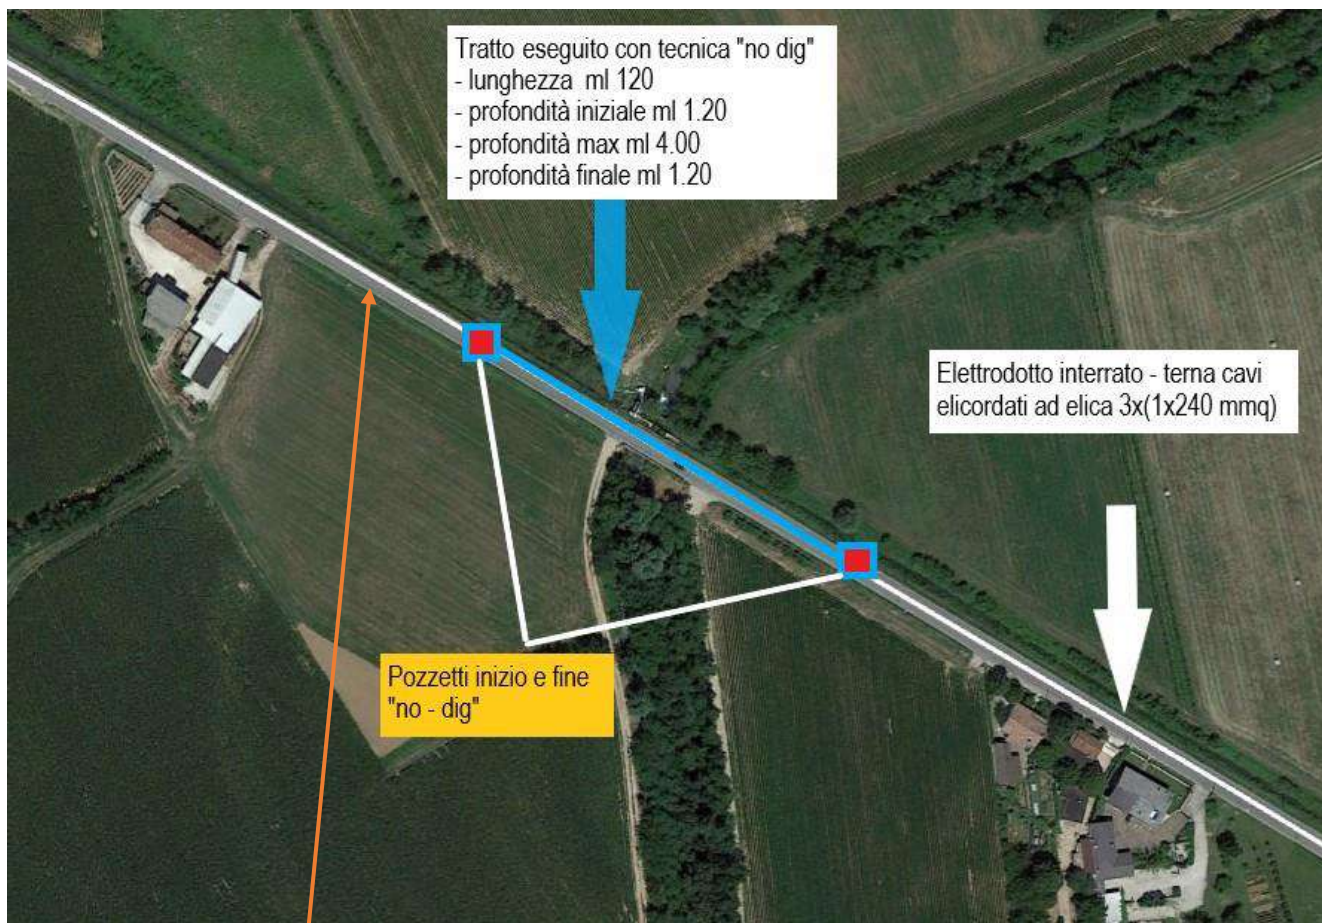 Tratto eseguito con tecnica "no dig"
- lunghezza ml 120
- profondità iniziale ml 1.20
- profondità max ml 4.00
- profondità finale ml 1.20
Elettrodotto interrato - terna cavi
elicordati ad elica 3x(1x240 mmq)
Pozzetti inizio e fine
"no - dig"